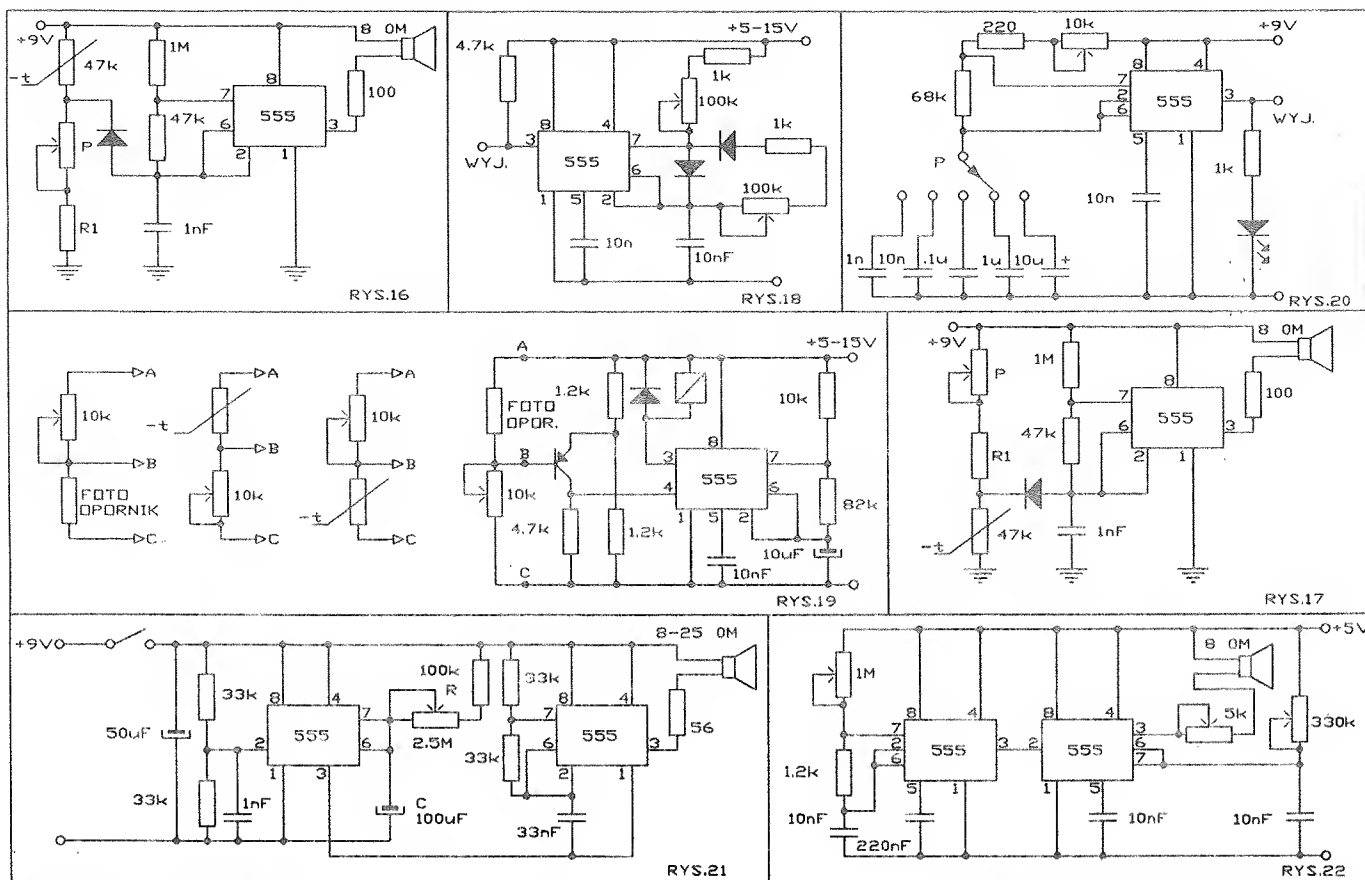 +9V
8 OM
-t
47k
1M
8
7
6
555
3
100
47k
P
2
1
R1
1nF
RYS.16
+5-15V
4.7k
1k
100k
8
4
3
555
7
6
1k
WYJ.
1
5
2
100k
10n
10nF
RYS.18
220
10k
+9V
8
4
7
2
6
555
3
68k
WYJ.
5
1
P
1k
10n
1n
10n
.1u
1u
10u
+
RYS.20
A
10k
B
FOTO
OPORNIK
C
A
-t
B
10k
C
A
10k
B
-t
C
+5-15V
A
1.2k
10k
FOTO
OPOR.
8
B
3
555
7
4
6
10k
1
5
2
82k
4.7k
1.2k
10uF
C
10nF
RYS.19
8 OM
+9V
P
1M
8
100
7
555
R1
47k
6
3
2
1
-t
47k
1nF
RYS.17
+9V
8-25 OM
33k
100k
R
33k
8
4
8
4
7
7
50uF
2
555
6
2.5M
6
555
3
56
1
3
33k
2
1
33k
1nF
C
100uF
33nF
RYS.21
+5V
8 OM
1M
8
4
8
4
5k
330k
7
2
6
555
3
2
555
3
6
7
1.2k
5
1
1
5
10nF
220nF
10nF
10nF
RYS.22